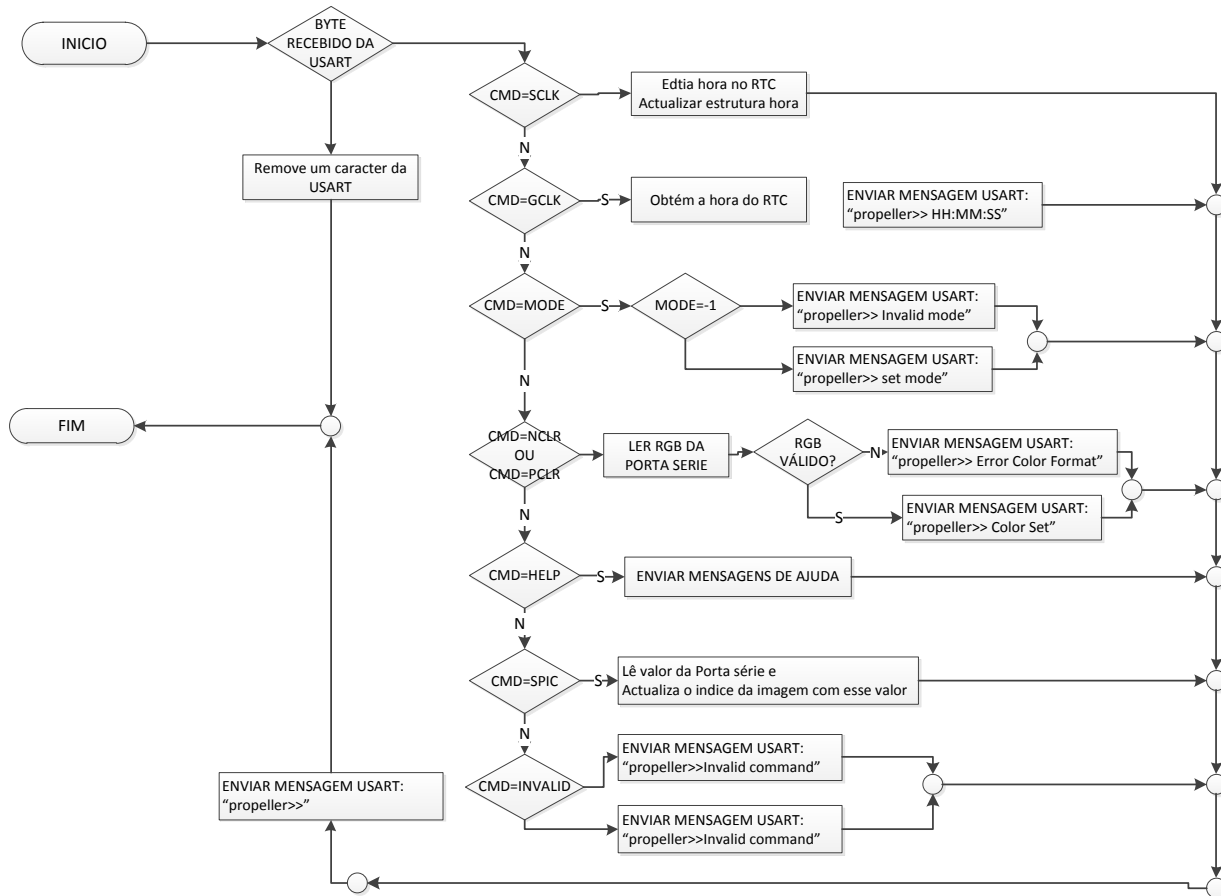 INICIO
BYTE
RECEBIDO DA
USART
CMD=SCLK
Edtia hora no RTC
Actualizar estrutura hora
N
Remove um caracter da
USART
CMD=GCLK
S
Obtém a hora do RTC
ENVIAR MENSAGEM USART:
“propeller>> HH:MM:SS”
N
CMD=MODE
S
MODE=-1
ENVIAR MENSAGEM USART:
“propeller>> Invalid mode”
ENVIAR MENSAGEM USART:
“propeller>> set mode”
N
FIM
CMD=NCLR
OU
CMD=PCLR
LER RGB DA
PORTA SERIE
RGB
VÁLIDO?
N
ENVIAR MENSAGEM USART:
“propeller>> Error Color Format”
S
ENVIAR MENSAGEM USART:
“propeller>> Color Set”
N
CMD=HELP
S
ENVIAR MENSAGENS DE AJUDA
N
CMD=SPIC
S
Lê valor da Porta série e
Actualiza o indice da imagem com esse valor
N
CMD=INVALID
ENVIAR MENSAGEM USART:
“propeller>>Invalid command”
ENVIAR MENSAGEM USART:
“propeller>>Invalid command”
ENVIAR MENSAGEM USART:
“propeller>>”